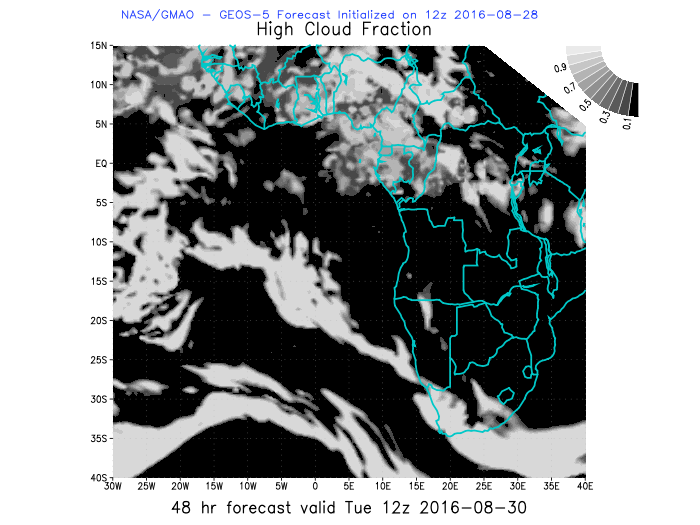 NASA/GMAO - GEOS-5 Forecast Initialized on 12z 2016-08-28
High Cloud Fraction
15N
10N
5N
EQ
5S
10S
15S
20S
25S
30S
35S
40S
30W 25W 20W 15W 10W 5W 0 5E 10E 15E 20E 25E 30E 35E 40E
0.9
0.7
0.5
0.3
0.1
48 hr forecast valid Tue 12z 2016-08-30